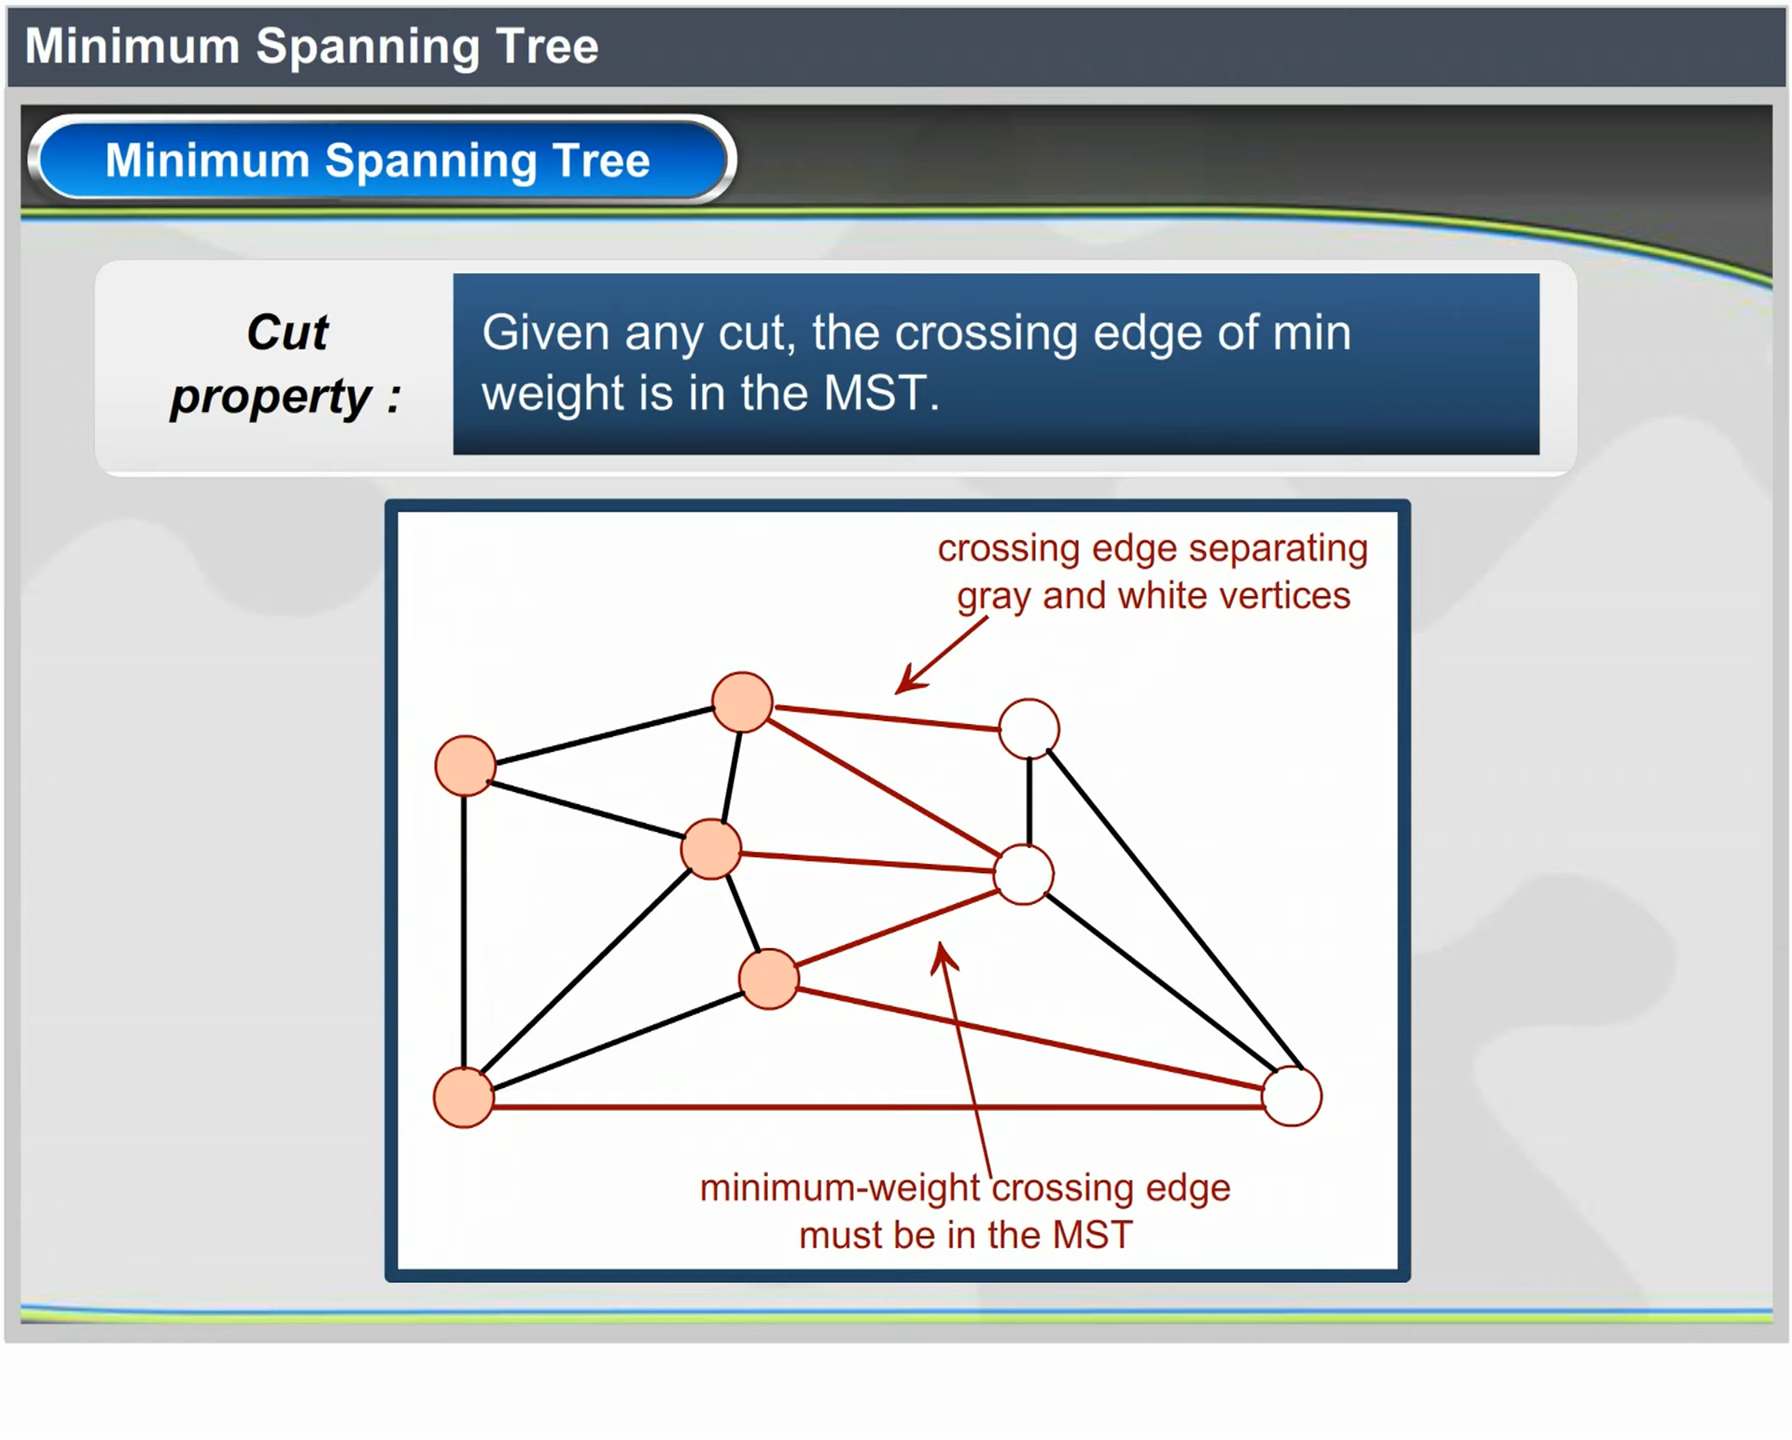 Minimum Spanning Tree
Minimum Spanning Tree
Cut
property :
Given any cut, the crossing edge of min
weight is in the MST.
crossing edge separating
gray and white vertices
minimum-weight crossing edge
must be in the MST